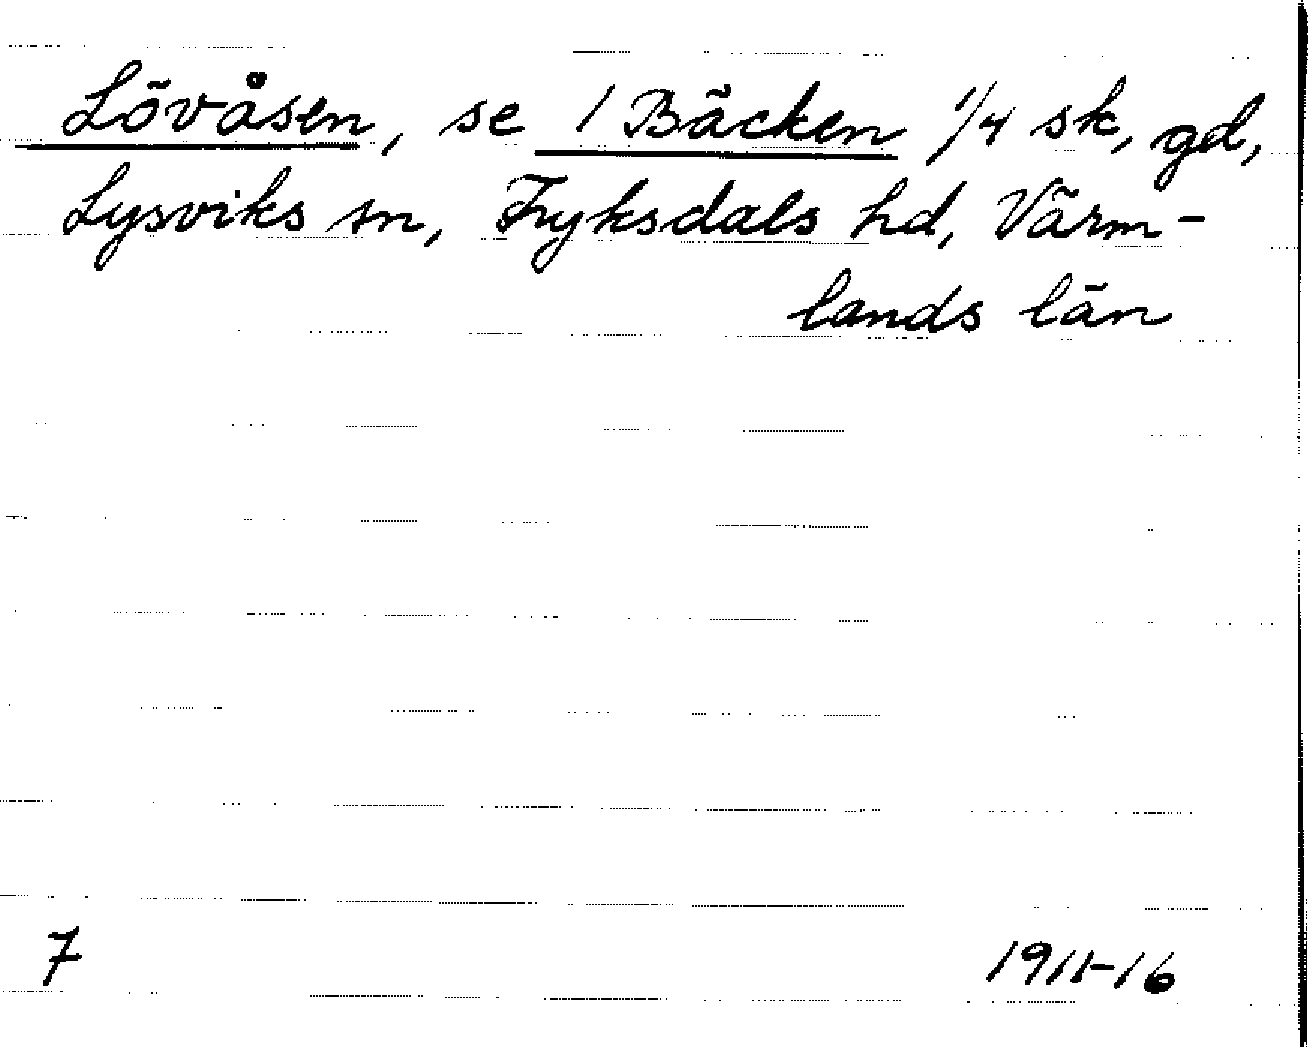 Lövåsen, se 1 Bäcken 1/4 sk, gd,
Lysviks sn, Fryksdals hd, Värm-
lands län
7
1911-16